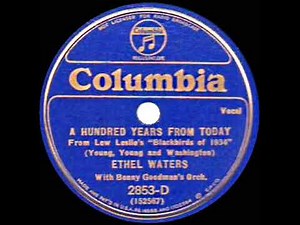 NOT LICENSED FOR RADIO BROADCAST
Columbia
Vocal
A HUNDRED YEARS FROM TODAY
From Lew Leslie's "Blackbirds of 1934"
(Young, Young and Washington)
ETHEL WATERS
With Benny Goodman's Orch.
2853-D
(152567)